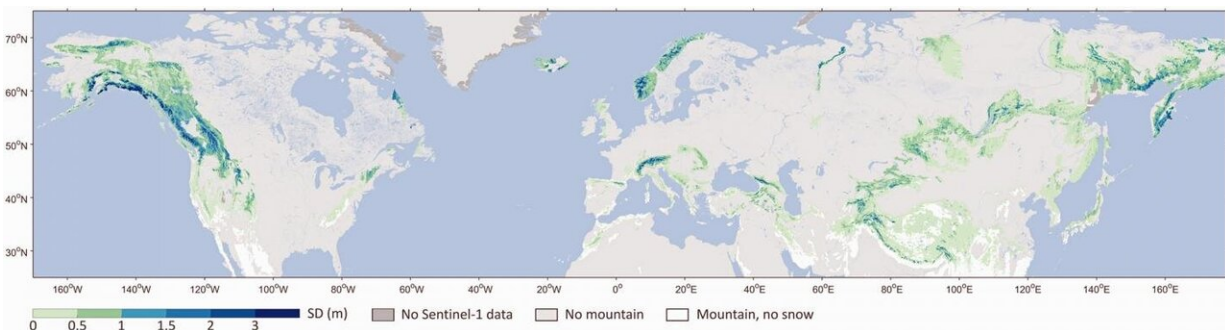 70°N
60°N
50°N
40°N
30°N
160°W 140°W 120°W 100°W 80°W 60°W 40°W 20°W 0° 20°E 40°E 60°E 80°E 100°E 120°E 140°E 160°E
SD (m) No Sentinel-1 data No mountain Mountain, no snow
0 0.5 1 1.5 2 3